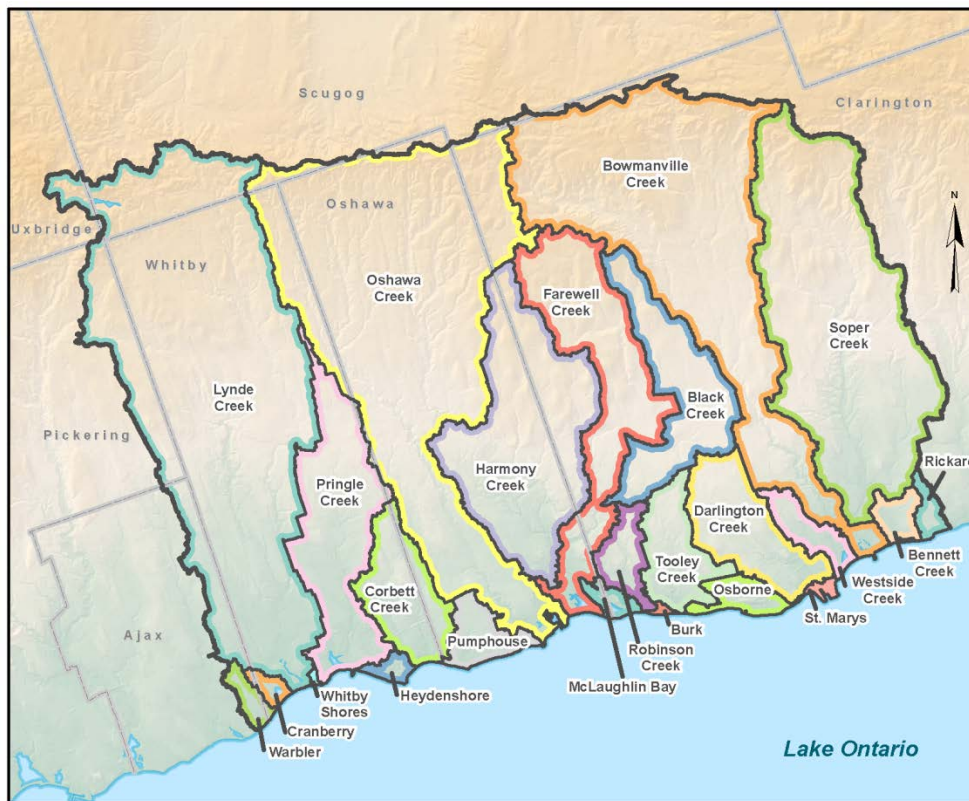 Scugog
Clarington
Bowmanville
Creek
N
Oshawa
Uxbridge
Whitby
Oshawa
Creek
Farewell
Creek
Soper
Creek
Lynde
Creek
Black
Creek
Pickering
Harmony
Creek
Rickard
Pringle
Creek
Darlington
Creek
Bennett
Creek
Tooley
Creek
Westside
Creek
Corbett
Creek
Osborne
St. Marys
Ajax
Pumphouse
Burk
Robinson
Creek
McLaughlin Bay
Whitby
Shores
Heydenshore
Cranberry
Warbler
Lake Ontario